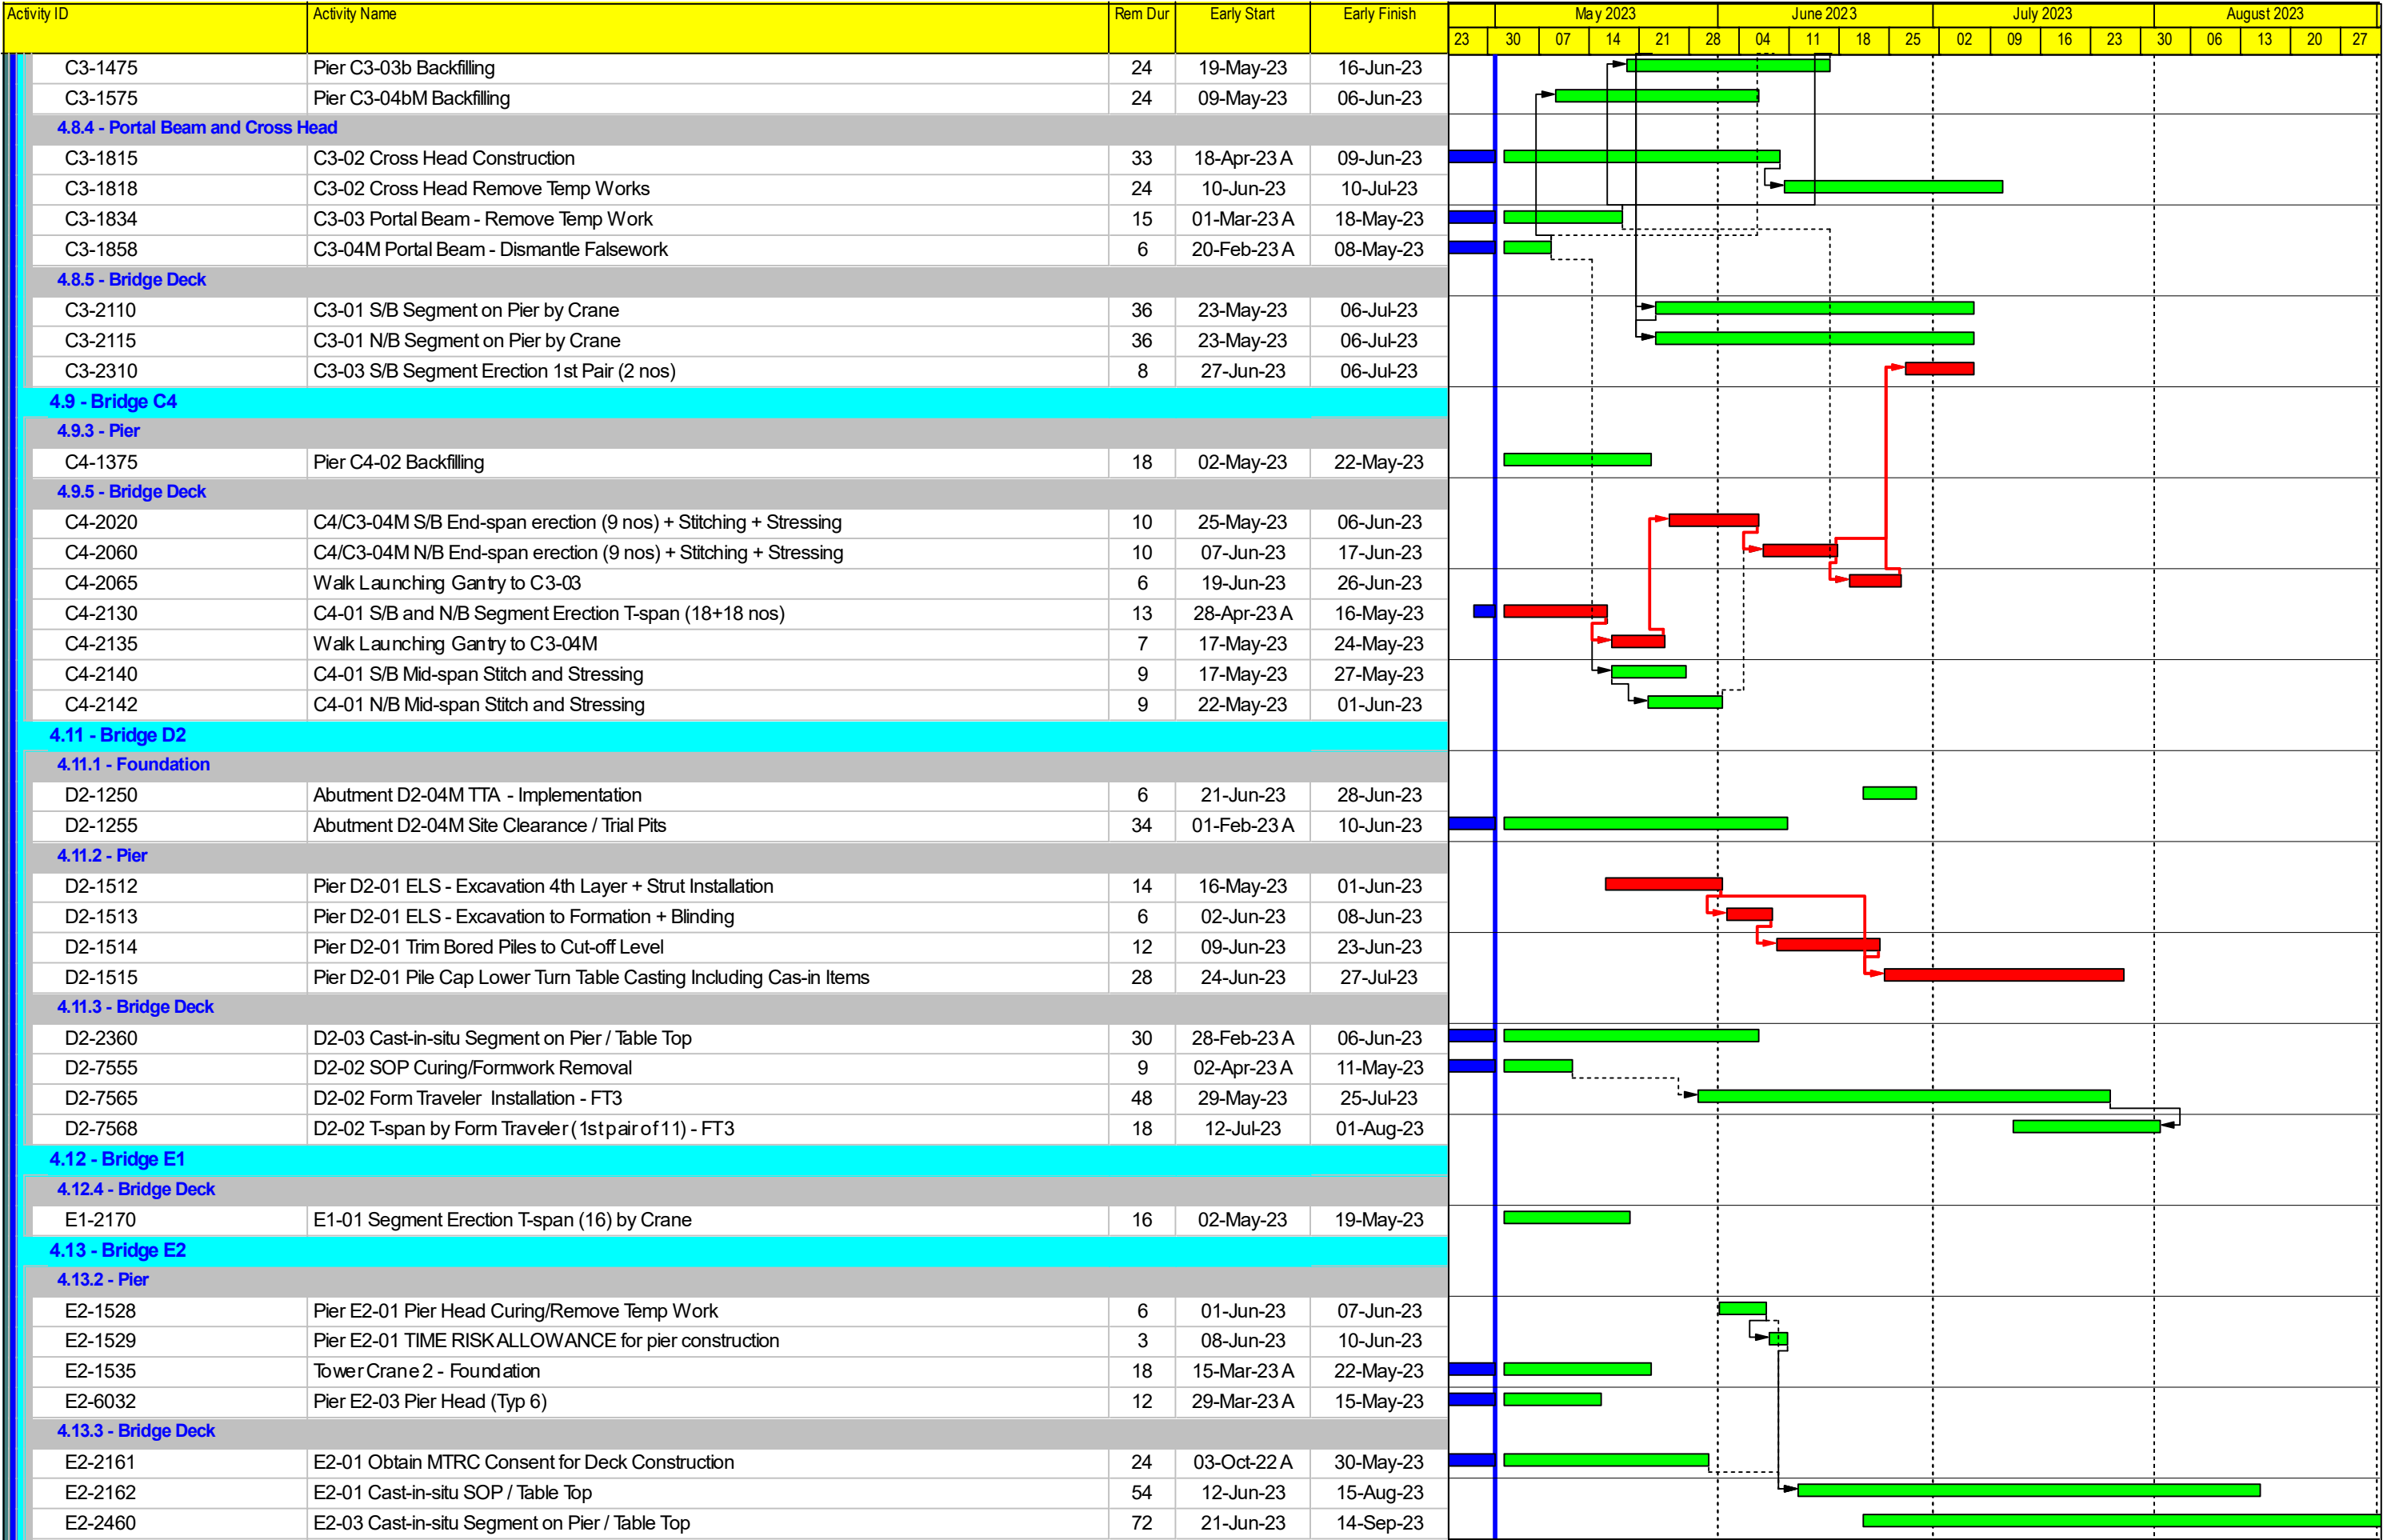 Activity ID Activity Name Rem Dur Early Start Early Finish May 2023 June 2023 July 2023 August 2023
23 30 07 14 21 28 04 11 18 25 02 09 16 23 30 06 13 20 27
C3-1475 Pier C3-03b Backfilling 24 19-May-23 16-Jun-23
C3-1575 Pier C3-04bM Backfilling 24 09-May-23 06-Jun-23
4.8.4 - Portal Beam and Cross Head
C3-1815 C3-02 Cross Head Construction 33 18-Apr-23 A 09-Jun-23
C3-1818 C3-02 Cross Head Remove Temp Works 24 10-Jun-23 10-Jul-23
C3-1834 C3-03 Portal Beam - Remove Temp Work 15 01-Mar-23 A 18-May-23
C3-1858 C3-04M Portal Beam - Dismantle Falsework 6 20-Feb-23 A 08-May-23
4.8.5 - Bridge Deck
C3-2110 C3-01 S/B Segment on Pier by Crane 36 23-May-23 06-Jul-23
C3-2115 C3-01 N/B Segment on Pier by Crane 36 23-May-23 06-Jul-23
C3-2310 C3-03 S/B Segment Erection 1st Pair (2 nos) 8 27-Jun-23 06-Jul-23
4.9 - Bridge C4
4.9.3 - Pier
C4-1375 Pier C4-02 Backfilling 18 02-May-23 22-May-23
4.9.5 - Bridge Deck
C4-2020 C4/C3-04M S/B End-span erection (9 nos) + Stitching + Stressing 10 25-May-23 06-Jun-23
C4-2060 C4/C3-04M N/B End-span erection (9 nos) + Stitching + Stressing 10 07-Jun-23 17-Jun-23
C4-2065 Walk Launching Gantry to C3-03 6 19-Jun-23 26-Jun-23
C4-2130 C4-01 S/B and N/B Segment Erection T-span (18+18 nos) 13 28-Apr-23 A 16-May-23
C4-2135 Walk Launching Gantry to C3-04M 7 17-May-23 24-May-23
C4-2140 C4-01 S/B Mid-span Stitch and Stressing 9 17-May-23 27-May-23
C4-2142 C4-01 N/B Mid-span Stitch and Stressing 9 22-May-23 01-Jun-23
4.11 - Bridge D2
4.11.1 - Foundation
D2-1250 Abutment D2-04M TTA - Implementation 6 21-Jun-23 28-Jun-23
D2-1255 Abutment D2-04M Site Clearance / Trial Pits 34 01-Feb-23 A 10-Jun-23
4.11.2 - Pier
D2-1512 Pier D2-01 ELS - Excavation 4th Layer + Strut Installation 14 16-May-23 01-Jun-23
D2-1513 Pier D2-01 ELS - Excavation to Formation + Blinding 6 02-Jun-23 08-Jun-23
D2-1514 Pier D2-01 Trim Bored Piles to Cut-off Level 12 09-Jun-23 23-Jun-23
D2-1515 Pier D2-01 Pile Cap Lower Turn Table Casting Including Cas-in Items 28 24-Jun-23 27-Jul-23
4.11.3 - Bridge Deck
D2-2360 D2-03 Cast-in-situ Segment on Pier / Table Top 30 28-Feb-23 A 06-Jun-23
D2-7555 D2-02 SOP Curing/Formwork Removal 9 02-Apr-23 A 11-May-23
D2-7565 D2-02 Form Traveler Installation - FT3 48 29-May-23 25-Jul-23
D2-7568 D2-02 T-span by Form Traveler (1st pair of 11) - FT3 18 12-Jul-23 01-Aug-23
4.12 - Bridge E1
4.12.4 - Bridge Deck
E1-2170 E1-01 Segment Erection T-span (16) by Crane 16 02-May-23 19-May-23
4.13 - Bridge E2
4.13.2 - Pier
E2-1528 Pier E2-01 Pier Head Curing/Remove Temp Work 6 01-Jun-23 07-Jun-23
E2-1529 Pier E2-01 TIME RISK ALLOWANCE for pier construction 3 08-Jun-23 10-Jun-23
E2-1535 Tower Crane 2 - Foundation 18 15-Mar-23 A 22-May-23
E2-6032 Pier E2-03 Pier Head (Typ 6) 12 29-Mar-23 A 15-May-23
4.13.3 - Bridge Deck
E2-2161 E2-01 Obtain MTRC Consent for Deck Construction 24 03-Oct-22 A 30-May-23
E2-2162 E2-01 Cast-in-situ SOP / Table Top 54 12-Jun-23 15-Aug-23
E2-2460 E2-03 Cast-in-situ Segment on Pier / Table Top 72 21-Jun-23 14-Sep-23